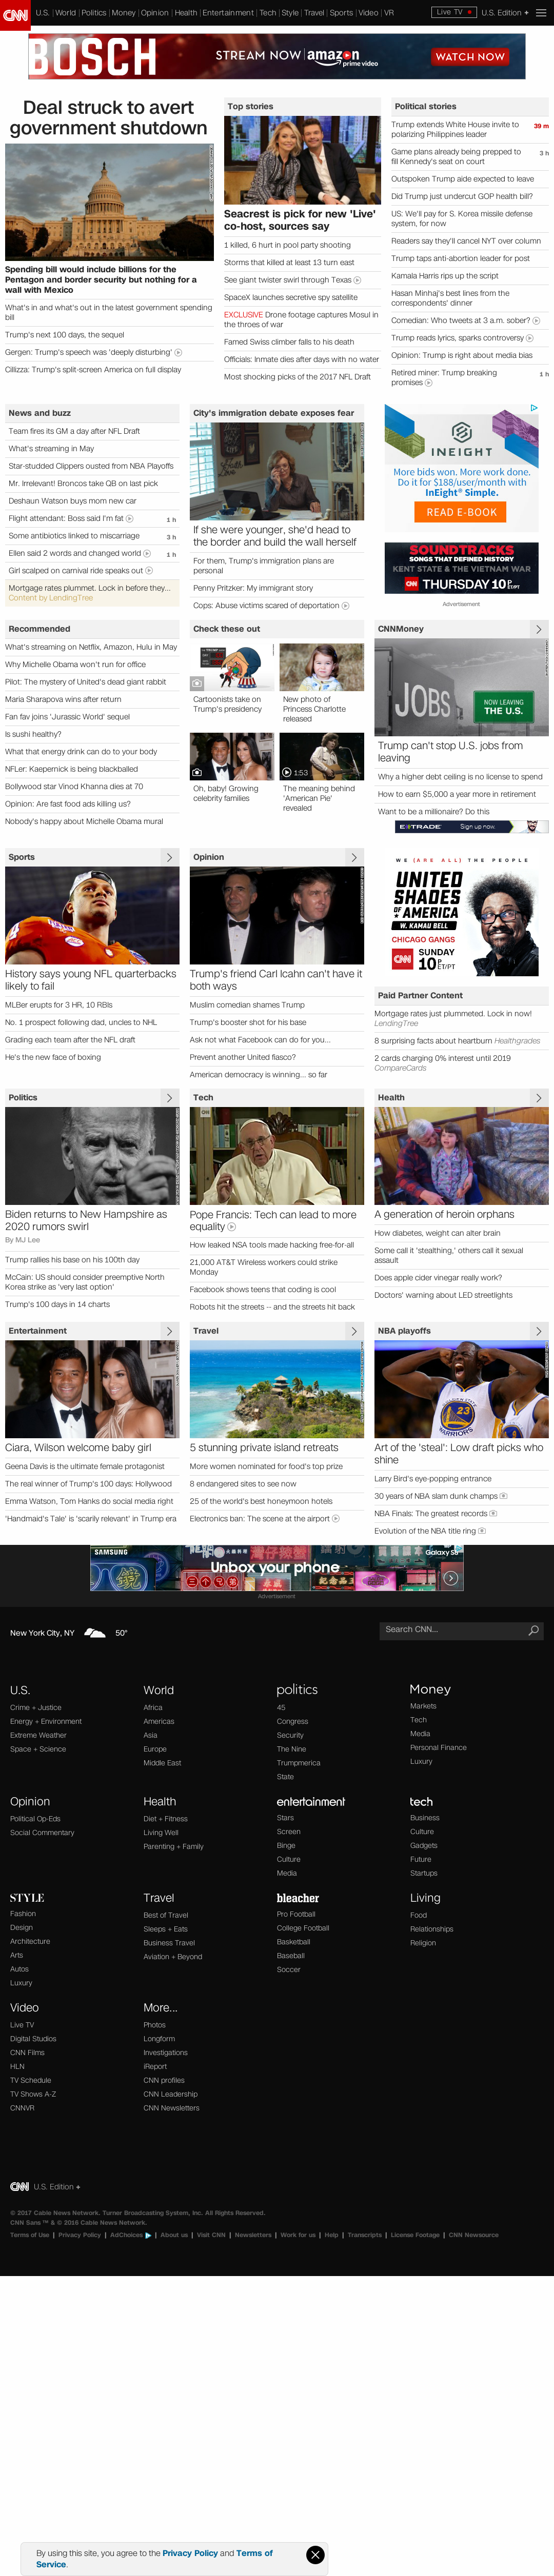 CNN
U.S. World Politics Money Opinion Health Entertainment Tech Style Travel Sports Video VR
Live TV
U.S. Edition +
BOSCH
STREAM NOW
amazon
prime video
WATCH NOW
Deal struck to avert
government shutdown
Spending bill would include billions for the
Pentagon and border security but nothing for a
wall with Mexico
What's in and what's out in the latest government spending
bill
Trump's next 100 days, the sequel
Gergen: Trump's speech was 'deeply disturbing'
Cillizza: Trump's split-screen America on full display
Top stories
Seacrest is pick for new 'Live'
co-host, sources say
1 killed, 6 hurt in pool party shooting
Storms that killed at least 13 turn east
See giant twister swirl through Texas
SpaceX launches secretive spy satellite
EXCLUSIVE Drone footage captures Mosul in
the throes of war
Famed Swiss climber falls to his death
Officials: Inmate dies after days with no water
Most shocking picks of the 2017 NFL Draft
Political stories
Trump extends White House invite to
polarizing Philippines leader
39 m
Game plans already being prepped to
fill Kennedy's seat on court
3 h
Outspoken Trump aide expected to leave
Did Trump just undercut GOP health bill?
US: We'll pay for S. Korea missile defense
system, for now
Readers say they'll cancel NYT over column
Trump taps anti-abortion leader for post
Kamala Harris rips up the script
Hasan Minhaj's best lines from the
correspondents' dinner
Comedian: Who tweets at 3 a.m. sober?
Trump reads lyrics, sparks controversy
Opinion: Trump is right about media bias
Retired miner: Trump breaking
promises
1 h
News and buzz
Team fires its GM a day after NFL Draft
What's streaming in May
Star-studded Clippers ousted from NBA Playoffs
Mr. Irrelevant! Broncos take QB on last pick
Deshaun Watson buys mom new car
Flight attendant: Boss said I'm fat
1 h
Some antibiotics linked to miscarriage
3 h
Ellen said 2 words and changed world
1 h
Girl scalped on carnival ride speaks out
Mortgage rates plummet. Lock in before they...
Content by LendingTree
City's immigration debate exposes fear
If she were younger, she'd head to
the border and build the wall herself
For them, Trump's immigration plans are
personal
Penny Pritzker: My immigrant story
Cops: Abuse victims scared of deportation
INEIGHT
More bids won. More work done.
Do it for $188/user/month with
InEight® Simple.
READ E-BOOK
SOUNDTRACKS
SONGS THAT DEFINED HISTORY
KENT STATE & THE VIETNAM WAR
CNN THURSDAY 10P ET/PT
Advertisement
Recommended
What's streaming on Netflix, Amazon, Hulu in May
Why Michelle Obama won't run for office
Pilot: The mystery of United's dead giant rabbit
Maria Sharapova wins after return
Fan fav joins 'Jurassic World' sequel
Is sushi healthy?
What that energy drink can do to your body
NFLer: Kaepernick is being blackballed
Bollywood star Vinod Khanna dies at 70
Opinion: Are fast food ads killing us?
Nobody's happy about Michelle Obama mural
Check these out
Cartoonists take on
Trump's presidency
New photo of
Princess Charlotte
released
1:53
Oh, baby! Growing
celebrity families
The meaning behind
'American Pie'
revealed
CNNMoney
JOBS
NOW LEAVING
THE U.S.
Trump can't stop U.S. jobs from
leaving
Why a higher debt ceiling is no license to spend
How to earn $5,000 a year more in retirement
Want to be a millionaire? Do this
E*TRADE
Sign up now.
Sports
History says young NFL quarterbacks
likely to fail
MLBer erupts for 3 HR, 10 RBIs
No. 1 prospect following dad, uncles to NHL
Grading each team after the NFL draft
He's the new face of boxing
Opinion
Trump's friend Carl Icahn can't have it
both ways
Muslim comedian shames Trump
Trump's booster shot for his base
Ask not what Facebook can do for you...
Prevent another United fiasco?
American democracy is winning... so far
WE [ARE ALL] THE PEOPLE
UNITED
SHADES
OF AMERICA
W. KAMAU BELL
CHICAGO GANGS
CNN SUNDAY
10P ET/PT
Paid Partner Content
Mortgage rates just plummeted. Lock in now!
LendingTree
8 surprising facts about heartburn Healthgrades
2 cards charging 0% interest until 2019
CompareCards
Politics
Biden returns to New Hampshire as
2020 rumors swirl
By MJ Lee
Trump rallies his base on his 100th day
McCain: US should consider preemptive North
Korea strike as 'very last option'
Trump's 100 days in 14 charts
Tech
CNN
Pope Francis: Tech can lead to more
equality
How leaked NSA tools made hacking free-for-all
21,000 AT&T Wireless workers could strike
Monday
Facebook shows teens that coding is cool
Robots hit the streets -- and the streets hit back
Health
A generation of heroin orphans
How diabetes, weight can alter brain
Some call it 'stealthing,' others call it sexual
assault
Does apple cider vinegar really work?
Doctors' warning about LED streetlights
Entertainment
Ciara, Wilson welcome baby girl
Geena Davis is the ultimate female protagonist
The real winner of Trump's 100 days: Hollywood
Emma Watson, Tom Hanks do social media right
'Handmaid's Tale' is 'scarily relevant' in Trump era
Travel
5 stunning private island retreats
More women nominated for food's top prize
8 endangered sites to see now
25 of the world's best honeymoon hotels
Electronics ban: The scene at the airport
NBA playoffs
WARRIORS
23
Art of the 'steal': Low draft picks who
shine
Larry Bird's eye-popping entrance
30 years of NBA slam dunk champs
NBA Finals: The greatest records
Evolution of the NBA title ring
SAMSUNG
Unbox your phone
Galaxy S8
Advertisement
New York City, NY 50°
Search CNN...
U.S.
Crime + Justice
Energy + Environment
Extreme Weather
Space + Science
World
Africa
Americas
Asia
Europe
Middle East
politics
45
Congress
Security
The Nine
Trumpmerica
State
Money
Markets
Tech
Media
Personal Finance
Luxury
Opinion
Political Op-Eds
Social Commentary
Health
Diet + Fitness
Living Well
Parenting + Family
entertainment
Stars
Screen
Binge
Culture
Media
tech
Business
Culture
Gadgets
Future
Startups
STYLE
Fashion
Design
Architecture
Arts
Autos
Luxury
Travel
Best of Travel
Sleeps + Eats
Business Travel
Aviation + Beyond
bleacher
Pro Football
College Football
Basketball
Baseball
Soccer
Living
Food
Relationships
Religion
Video
Live TV
Digital Studios
CNN Films
HLN
TV Schedule
TV Shows A-Z
CNNVR
More...
Photos
Longform
Investigations
iReport
CNN profiles
CNN Leadership
CNN Newsletters
CNN U.S. Edition +
© 2017 Cable News Network. Turner Broadcasting System, Inc. All Rights Reserved.
CNN Sans ™ & © 2016 Cable News Network.
Terms of Use | Privacy Policy | AdChoices | About us | Visit CNN | Newsletters | Work for us | Help | Transcripts | License Footage | CNN Newsource
By using this site, you agree to the Privacy Policy and Terms of
Service.